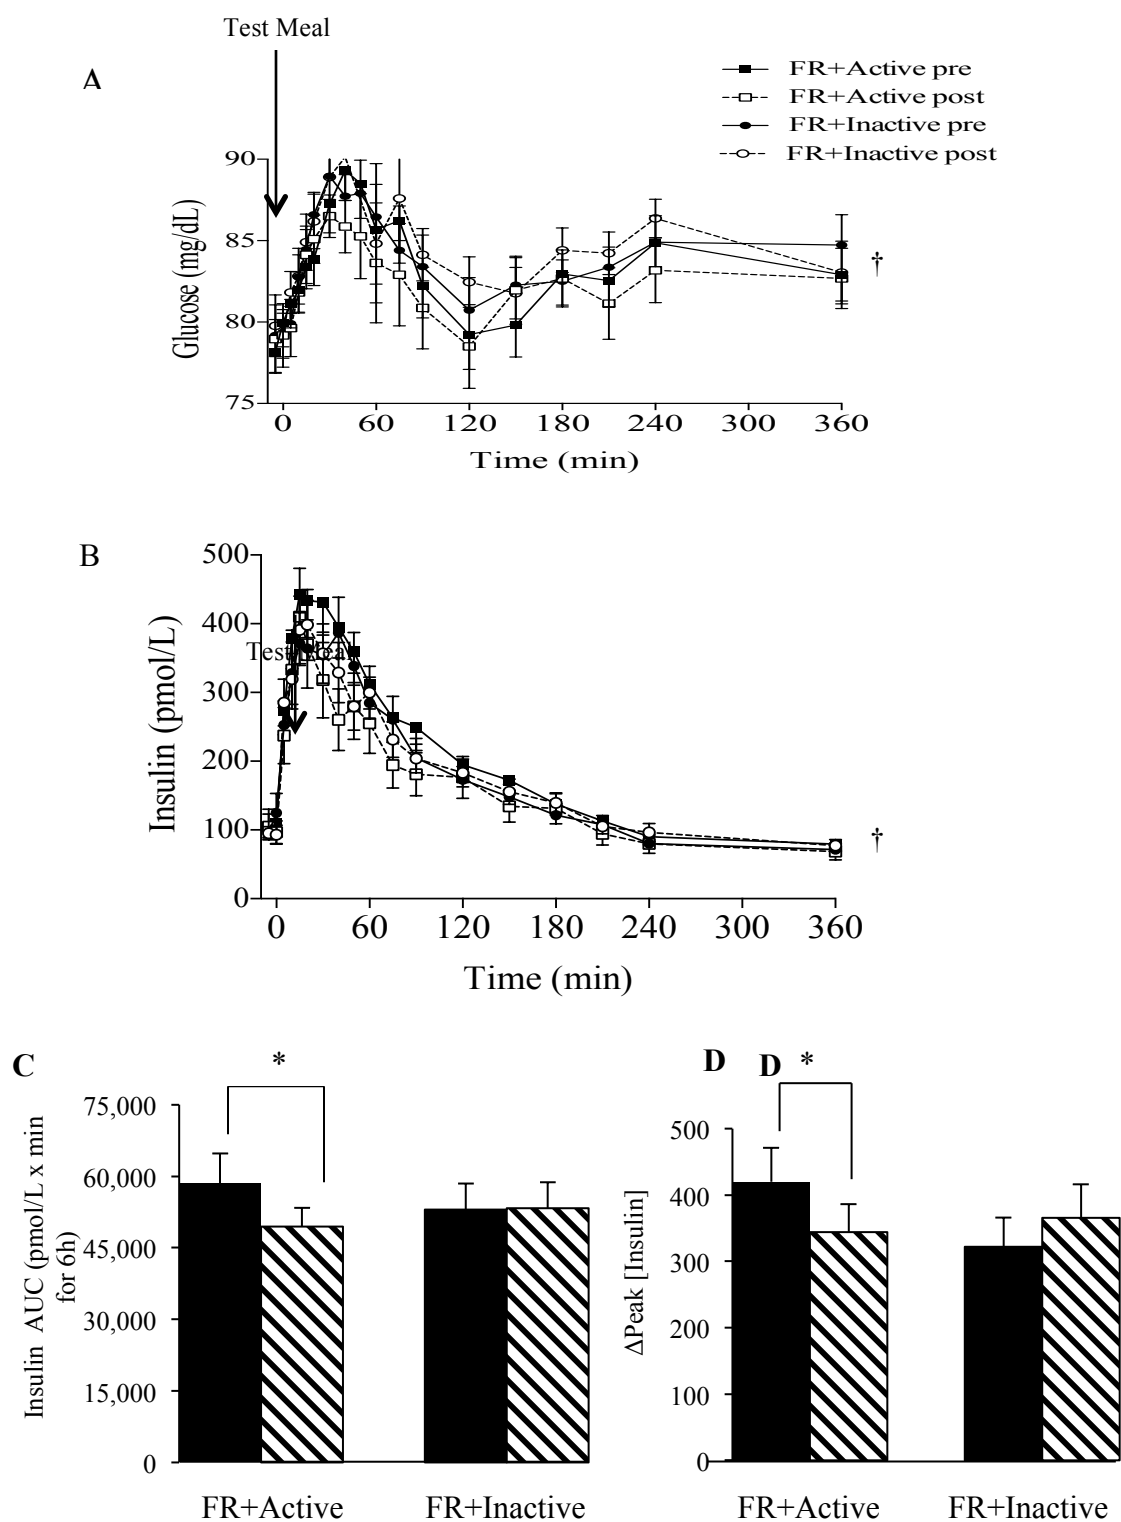 Test Meal
A
FR+Active pre
FR+Active post
FR+Inactive pre
FR+Inactive post
90
85
80
75
Glucose (mg/dL)
†
0 60 120 180 240 300 360
Time (min)
B
500
400
300
200
100
0
Insulin (pmol/L)
Test Meal
†
0 60 120 180 240 300 360
Time (min)
C
*
75,000
60,000
45,000
30,000
15,000
0
Insulin AUC (pmol/L x min
for 6h)
FR+Active FR+Inactive
D D *
500
400
300
200
100
0
ΔPeak [Insulin]
FR+Active FR+Inactive